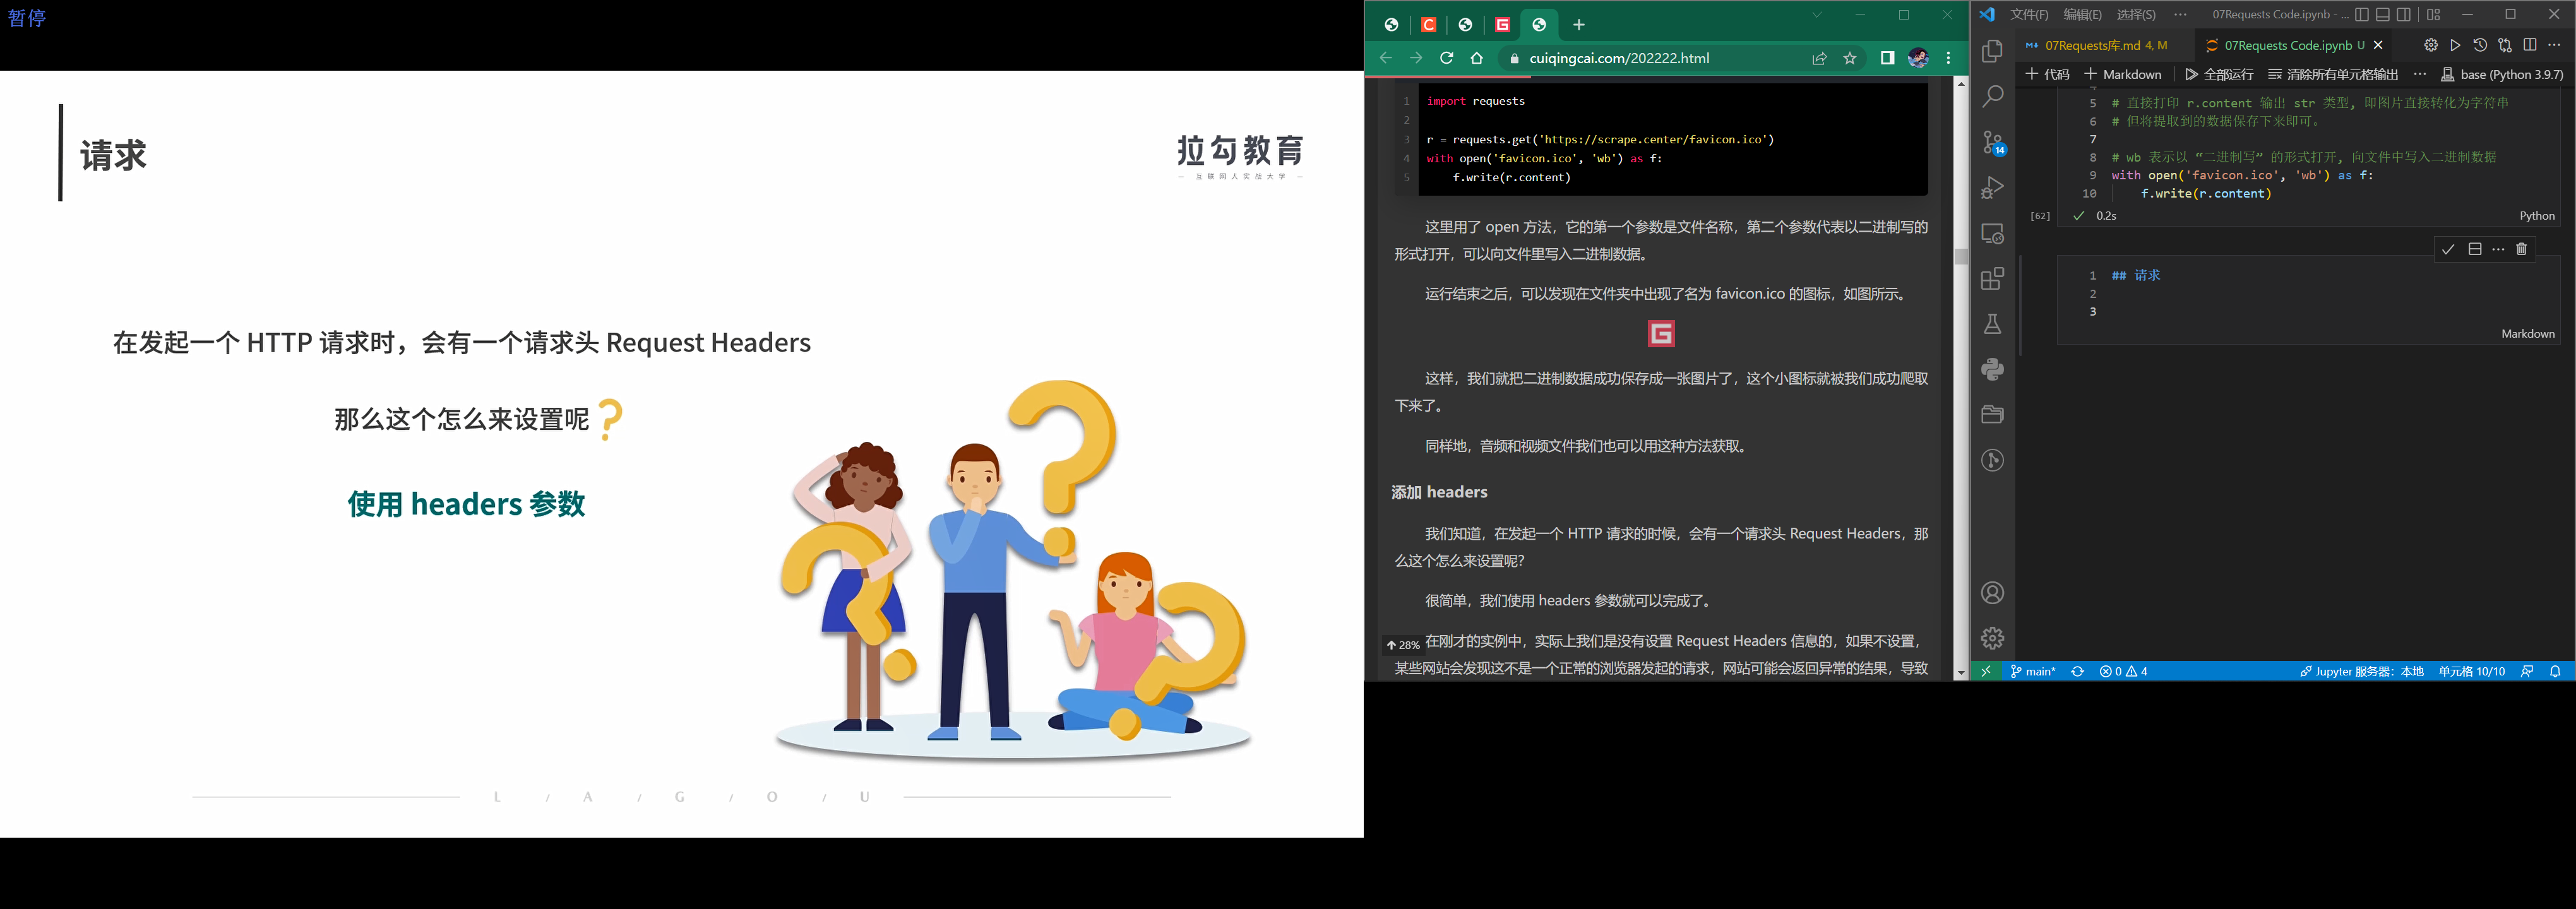 暂停
请求
拉勾教育
— 互联网人实战大学 —
在发起一个 HTTP 请求时，会有一个请求头 Request Headers
那么这个怎么来设置呢?
使用 headers 参数
L / A / G / O / U
cuiqingcai.com/202222.html
1 import requests
2
3 r = requests.get('https://scrape.center/favicon.ico')
4 with open('favicon.ico', 'wb') as f:
5 f.write(r.content)
这里用了 open 方法，它的第一个参数是文件名称，第二个参数代表以二进制写的
形式打开，可以向文件里写入二进制数据。
运行结束之后，可以发现在文件夹中出现了名为 favicon.ico 的图标，如图所示。
G
这样，我们就把二进制数据成功保存成一张图片了，这个小图标就被我们成功爬取
下来了。
同样地，音频和视频文件我们也可以用这种方法获取。
添加 headers
我们知道，在发起一个 HTTP 请求的时候，会有一个请求头 Request Headers，那
么这个怎么来设置呢？
很简单，我们使用 headers 参数就可以完成了。
28%
在刚才的实例中，实际上我们是没有设置 Request Headers 信息的，如果不设置，
某些网站会发现这不是一个正常的浏览器发起的请求，网站可能会返回异常的结果，导致
文件(F) 编辑(E) 选择(S) ··· 07Requests Code.ipynb - ...
07Requests库.md 4, M 07Requests Code.ipynb U
代码 Markdown 全部运行 清除所有单元格输出 ··· base (Python 3.9.7)
5 # 直接打印 r.content 输出 str 类型, 即图片直接转化为字符串
6 # 但将提取到的数据保存下来即可。
7
8 # wb 表示以 “二进制写” 的形式打开, 向文件中写入二进制数据
9 with open('favicon.ico', 'wb') as f:
10 f.write(r.content)
[62] 0.2s Python
14
1 ## 请求
2
3
Markdown
main* 0 4 Jupyter 服务器：本地 单元格 10/10